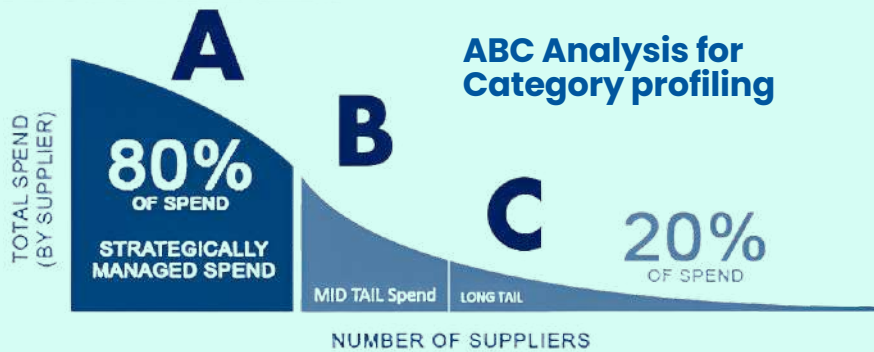 ABC Analysis for
Category profiling
A
B
C
TOTAL SPEND
(BY SUPPLIER)
80%
OF SPEND
STRATEGICALLY
MANAGED SPEND
MID TAIL Spend
LONG TAIL
20%
OF SPEND
NUMBER OF SUPPLIERS